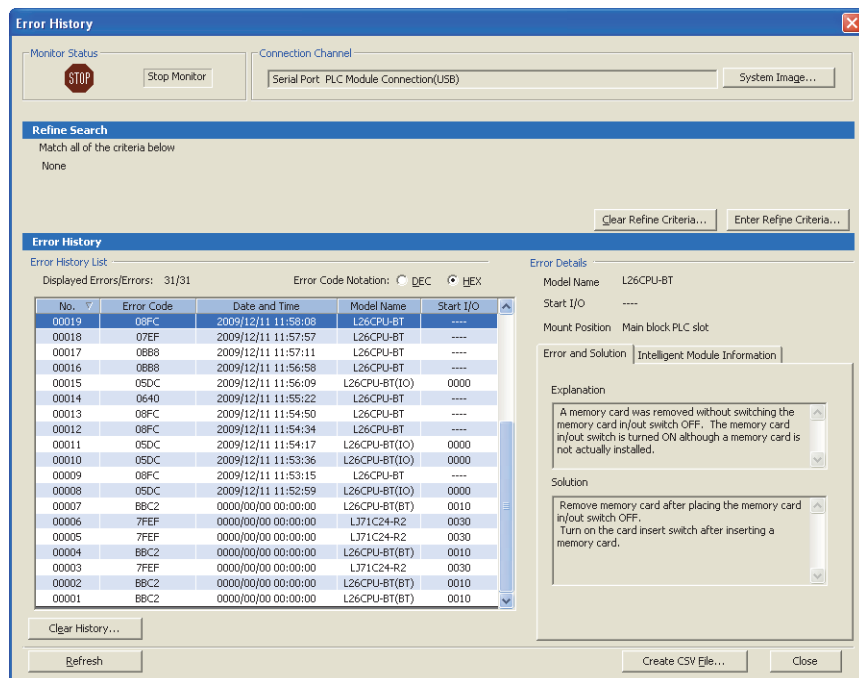 Error History
Monitor Status
STOP
Stop Monitor
Connection Channel
Serial Port PLC Module Connection(USB)
System Image...
Refine Search
Match all of the criteria below
None
Clear Refine Criteria...
Enter Refine Criteria...
Error History
Error History List
Displayed Errors/Errors: 31/31
Error Code Notation: DEC HEX
No. Error Code Date and Time Model Name Start I/O
00019 08FC 2009/12/11 11:58:08 L26CPU-BT ----
00018 07EF 2009/12/11 11:57:57 L26CPU-BT ----
00017 0BB8 2009/12/11 11:57:11 L26CPU-BT ----
00016 0BB8 2009/12/11 11:56:58 L26CPU-BT ----
00015 05DC 2009/12/11 11:56:09 L26CPU-BT(IO) 0000
00014 0640 2009/12/11 11:55:22 L26CPU-BT ----
00013 08FC 2009/12/11 11:54:50 L26CPU-BT ----
00012 08FC 2009/12/11 11:54:34 L26CPU-BT ----
00011 05DC 2009/12/11 11:54:17 L26CPU-BT(IO) 0000
00010 05DC 2009/12/11 11:53:36 L26CPU-BT(IO) 0000
00009 08FC 2009/12/11 11:53:15 L26CPU-BT ----
00008 05DC 2009/12/11 11:52:59 L26CPU-BT(IO) 0000
00007 BBC2 0000/00/00 00:00:00 L26CPU-BT(BT) 0010
00006 7FEF 0000/00/00 00:00:00 LJ71C24-R2 0030
00005 7FEF 0000/00/00 00:00:00 LJ71C24-R2 0030
00004 BBC2 0000/00/00 00:00:00 L26CPU-BT(BT) 0010
00003 7FEF 0000/00/00 00:00:00 LJ71C24-R2 0030
00002 BBC2 0000/00/00 00:00:00 L26CPU-BT(BT) 0010
00001 BBC2 0000/00/00 00:00:00 L26CPU-BT(BT) 0010
Clear History...
Error Details
Model Name L26CPU-BT
Start I/O ----
Mount Position Main block PLC slot
Error and Solution Intelligent Module Information
Explanation
A memory card was removed without switching the
memory card in/out switch OFF. The memory card
in/out switch is turned ON although a memory card is
not actually installed.
Solution
Remove memory card after placing the memory card
in/out switch OFF.
Turn on the card insert switch after inserting a
memory card.
Refresh
Create CSV File...
Close